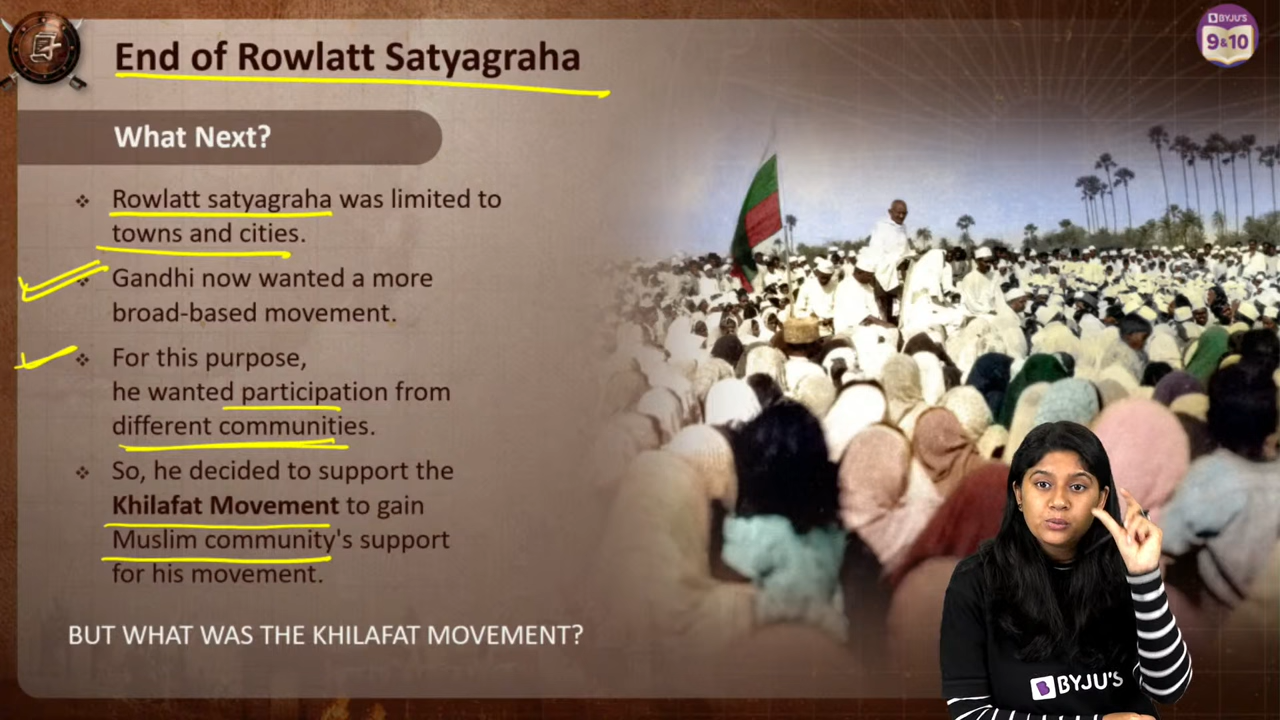 End of Rowlatt Satyagraha
BYJU'S
9&10
What Next?
Rowlatt satyagraha was limited to
towns and cities.
Gandhi now wanted a more
broad-based movement.
For this purpose,
he wanted participation from
different communities.
So, he decided to support the
Khilafat Movement to gain
Muslim community's support
for his movement.
BUT WHAT WAS THE KHILAFAT MOVEMENT?
BYJU'S